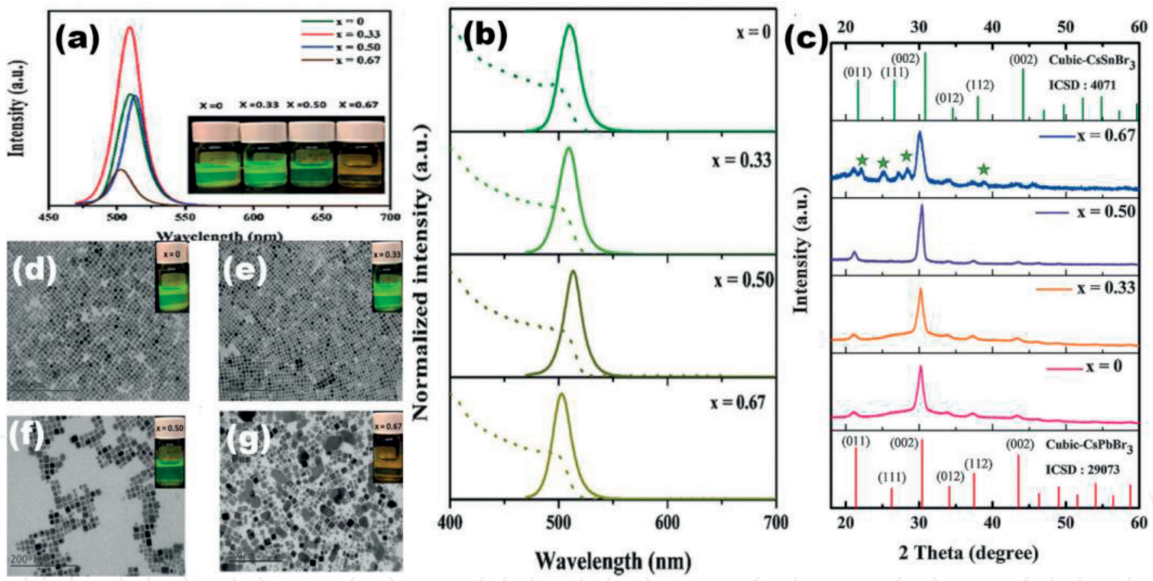 (a)
x = 0
x = 0.33
x = 0.50
x = 0.67
X =0 X =0.33 X =0.50 X =0.67
Intensity (a.u.)
450 500 550 600 650 700
Wavelength (nm)
(d)
x = 0
(e)
x = 0.33
(f)
x = 0.50
200
(g)
x = 0.67
(b)
x = 0
x = 0.33
x = 0.50
x = 0.67
Normalized intensity (a.u.)
400 500 600 700
Wavelength (nm)
20 30 40 50 60
(c)
(011) (111) (002) (012) (112) (002)
Cubic-CsSnBr3
ICSD : 4071
x = 0.67
x = 0.50
x = 0.33
x = 0
(011) (111) (002) (012) (112) (002)
Cubic-CsPbBr3
ICSD : 29073
Intensity (a.u.)
20 30 40 50 60
2 Theta (degree)